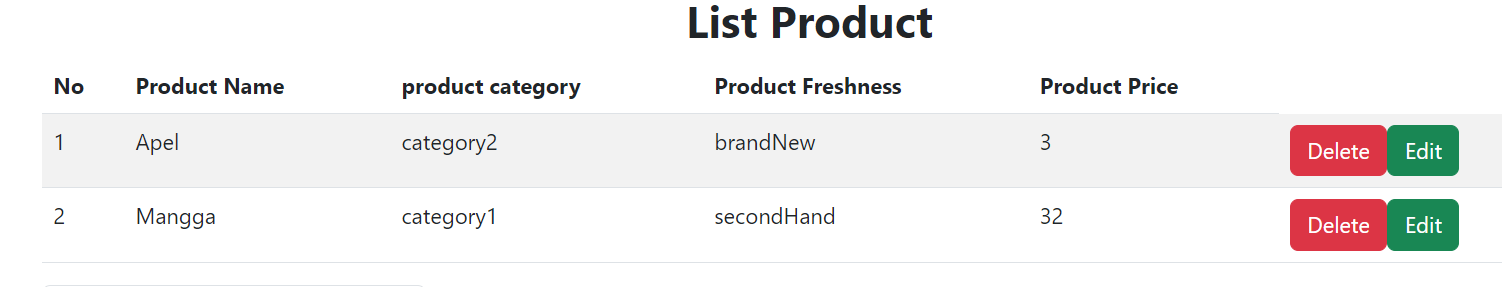 List Product
No Product Name product category Product Freshness Product Price
1 Apel category2 brandNew 3 Delete Edit
2 Mangga category1 secondHand 32 Delete Edit